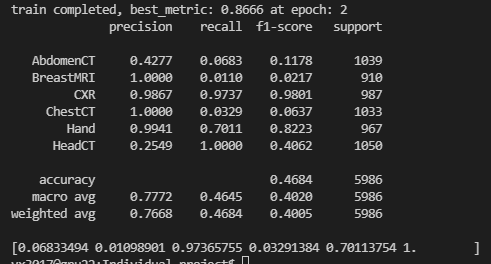 train completed, best_metric: 0.8666 at epoch: 2
precision recall f1-score support
AbdomenCT 0.4277 0.0683 0.1178 1039
BreastMRI 1.0000 0.0110 0.0217 910
CXR 0.9867 0.9737 0.9801 987
ChestCT 1.0000 0.0329 0.0637 1033
Hand 0.9941 0.7011 0.8223 967
HeadCT 0.2549 1.0000 0.4062 1050
accuracy 0.4684 5986
macro avg 0.7772 0.4645 0.4020 5986
weighted avg 0.7668 0.4684 0.4005 5986
[0.06833494 0.01098901 0.97365755 0.03291384 0.70113754 1. ]